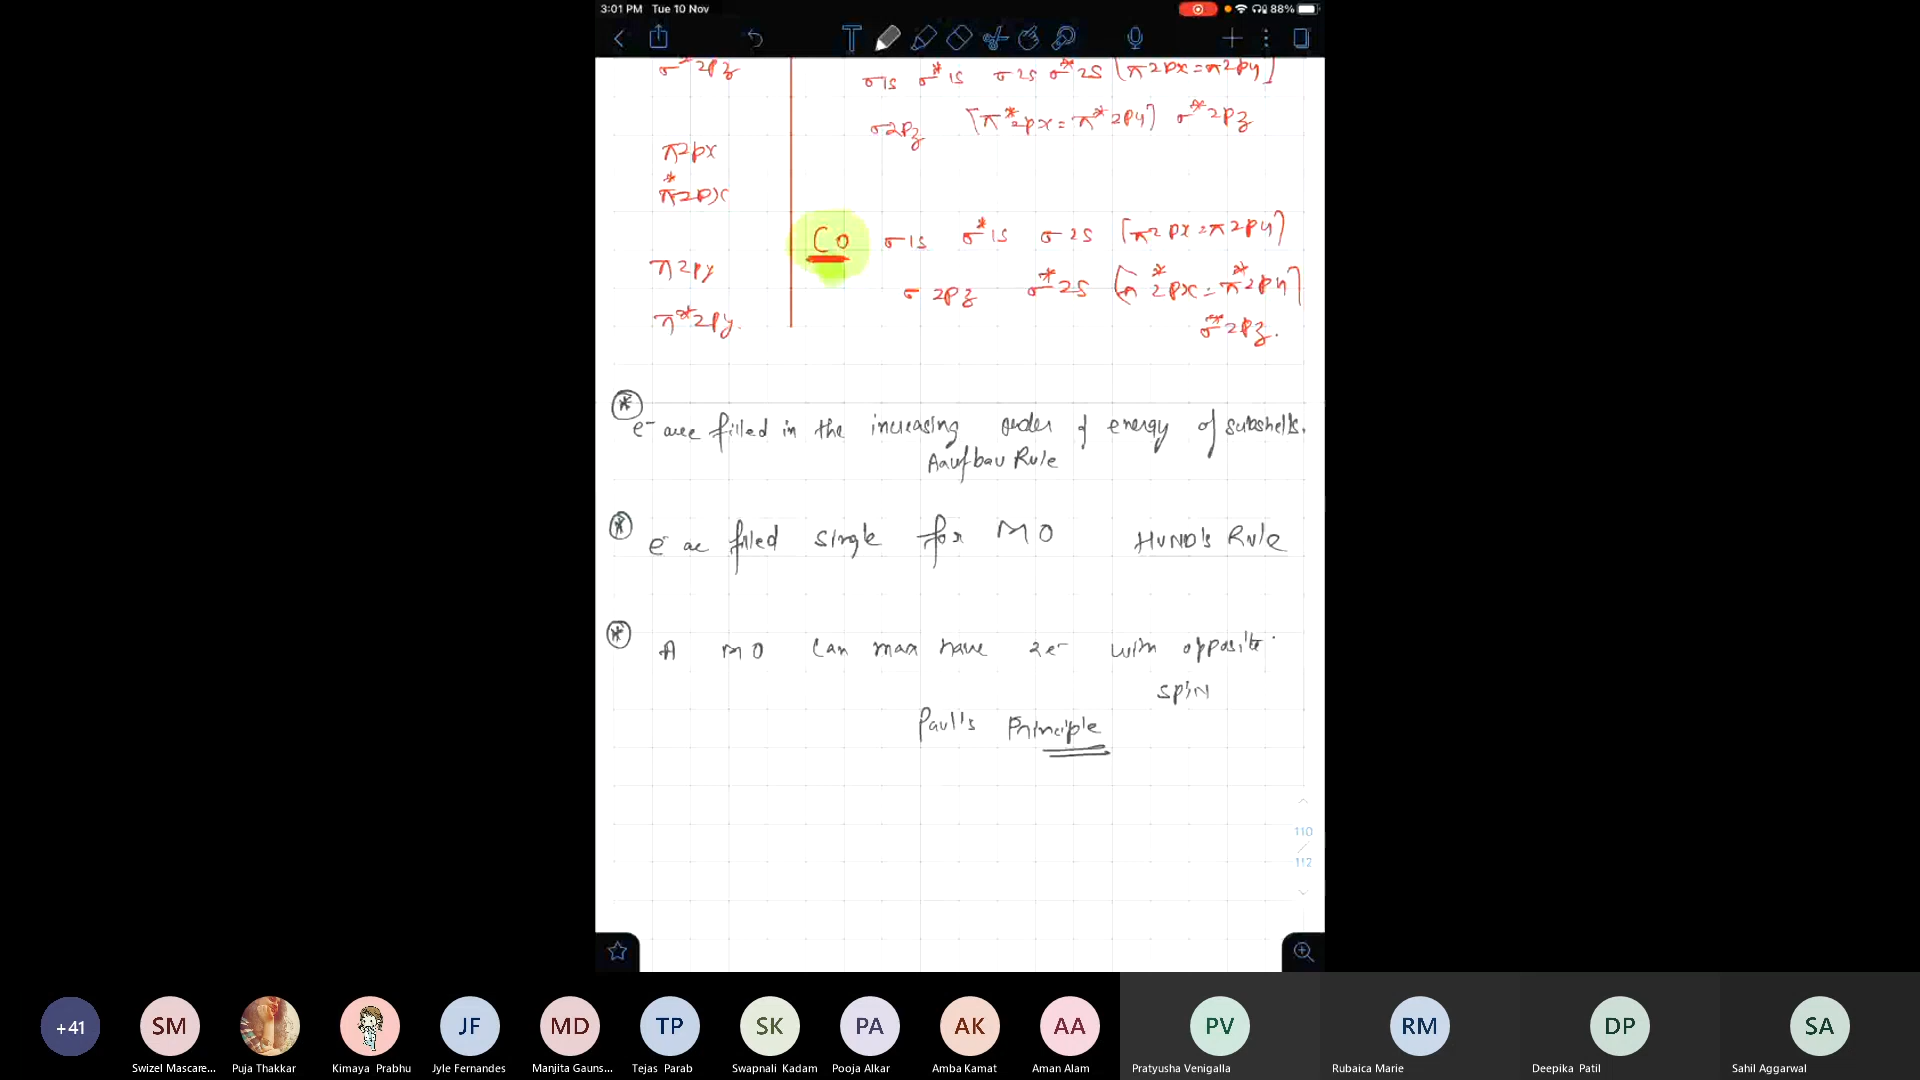 3:01 PM Tue 10 Nov
88%
σ*2pz
σ1s σ*1s σ2s σ*2s [π2px=π2py]
σ2pz [π*2px=π*2py] σ*2pz
π2px
π*2px
CO σ1s σ*1s σ2s [π2px=π2py]
π2py
σ2pz σ*2s [π*2px=π*2py]
π*2py.
σ*2pz.
* e⁻ are filled in the increasing order of energy of subshells.
Aaufbau Rule
* e⁻ are filled single for MO HUND's Rule
* A MO can max have 2e⁻ with opposite
spin
Paul's Principle
110
/
112
+41
SM
JF
MD
TP
SK
PA
AK
AA
PV
RM
DP
SA
Swizel Mascare...
Puja Thakkar
Kimaya Prabhu
Jyle Fernandes
Manjita Gauns...
Tejas Parab
Swapnali Kadam
Pooja Alkar
Amba Kamat
Aman Alam
Pratyusha Venigalla
Rubaica Marie
Deepika Patil
Sahil Aggarwal